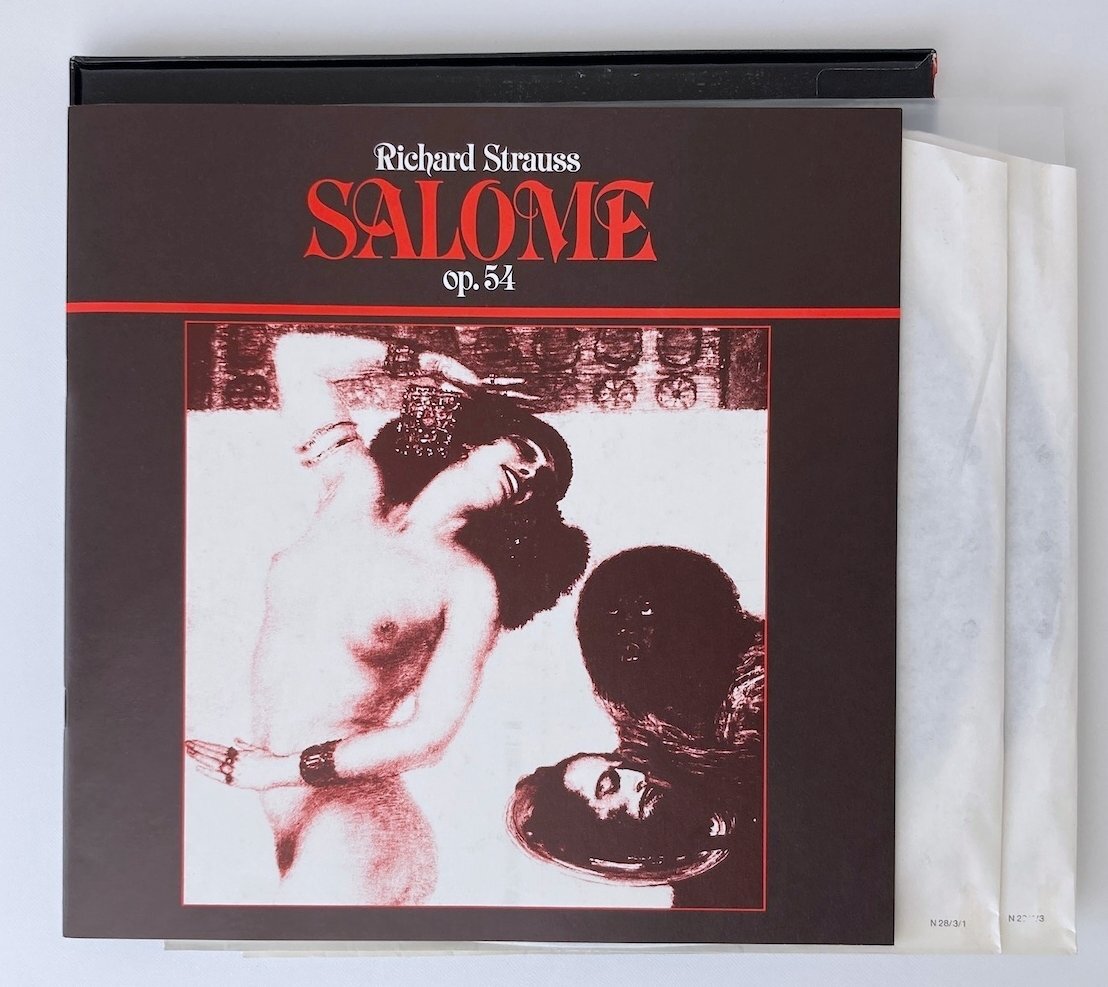 Richard Strauss
SALOME
op. 54
N 28/3/1